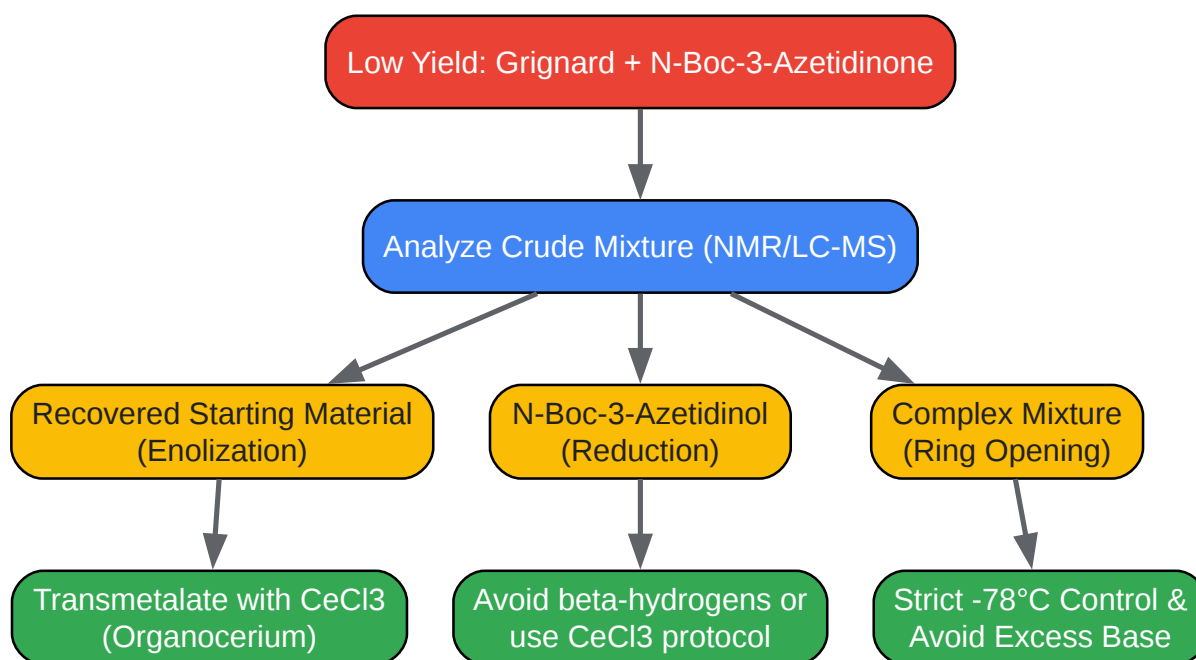 Low Yield: Grignard + N-Boc-3-Azetidinone
Analyze Crude Mixture (NMR/LC-MS)
Recovered Starting Material
(Enolization)
N-Boc-3-Azetidinol
(Reduction)
Complex Mixture
(Ring Opening)
Transmetalate with CeCl3
(Organocerium)
Avoid beta-hydrogens or
use CeCl3 protocol
Strict -78°C Control &
Avoid Excess Base